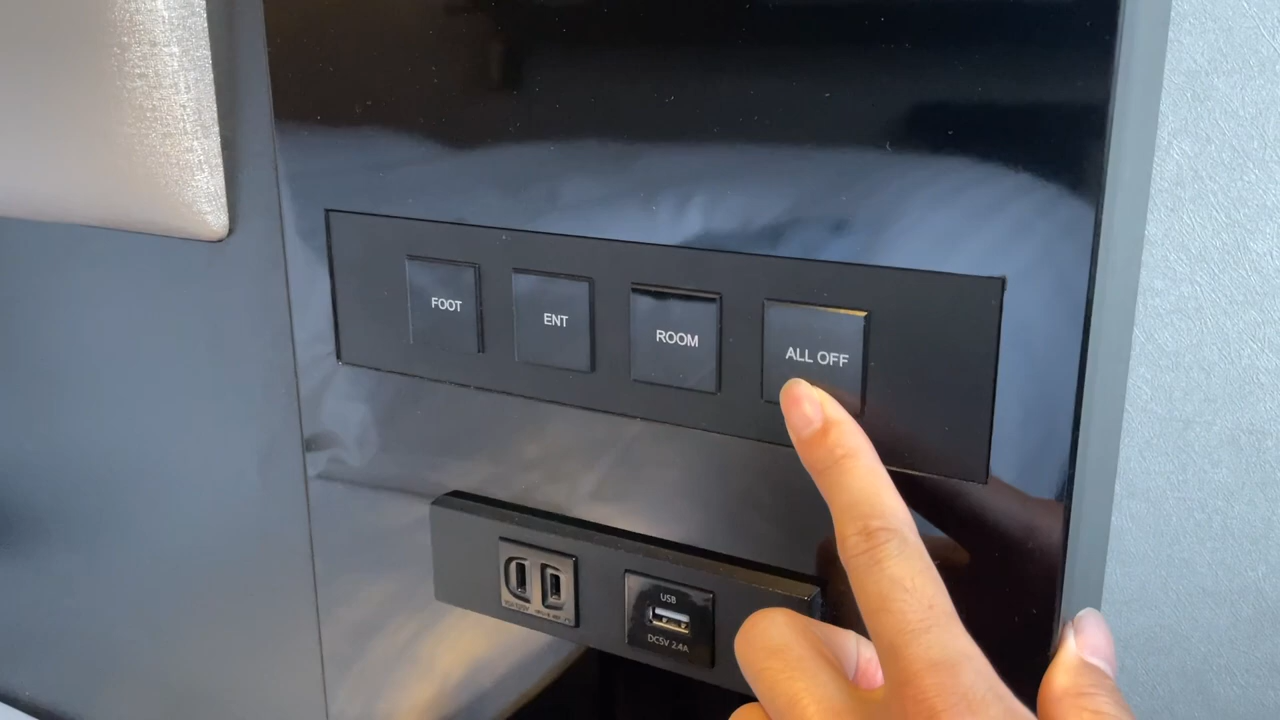 FOOT
ENT
ROOM
ALL OFF
USB
DC5V 2.4A